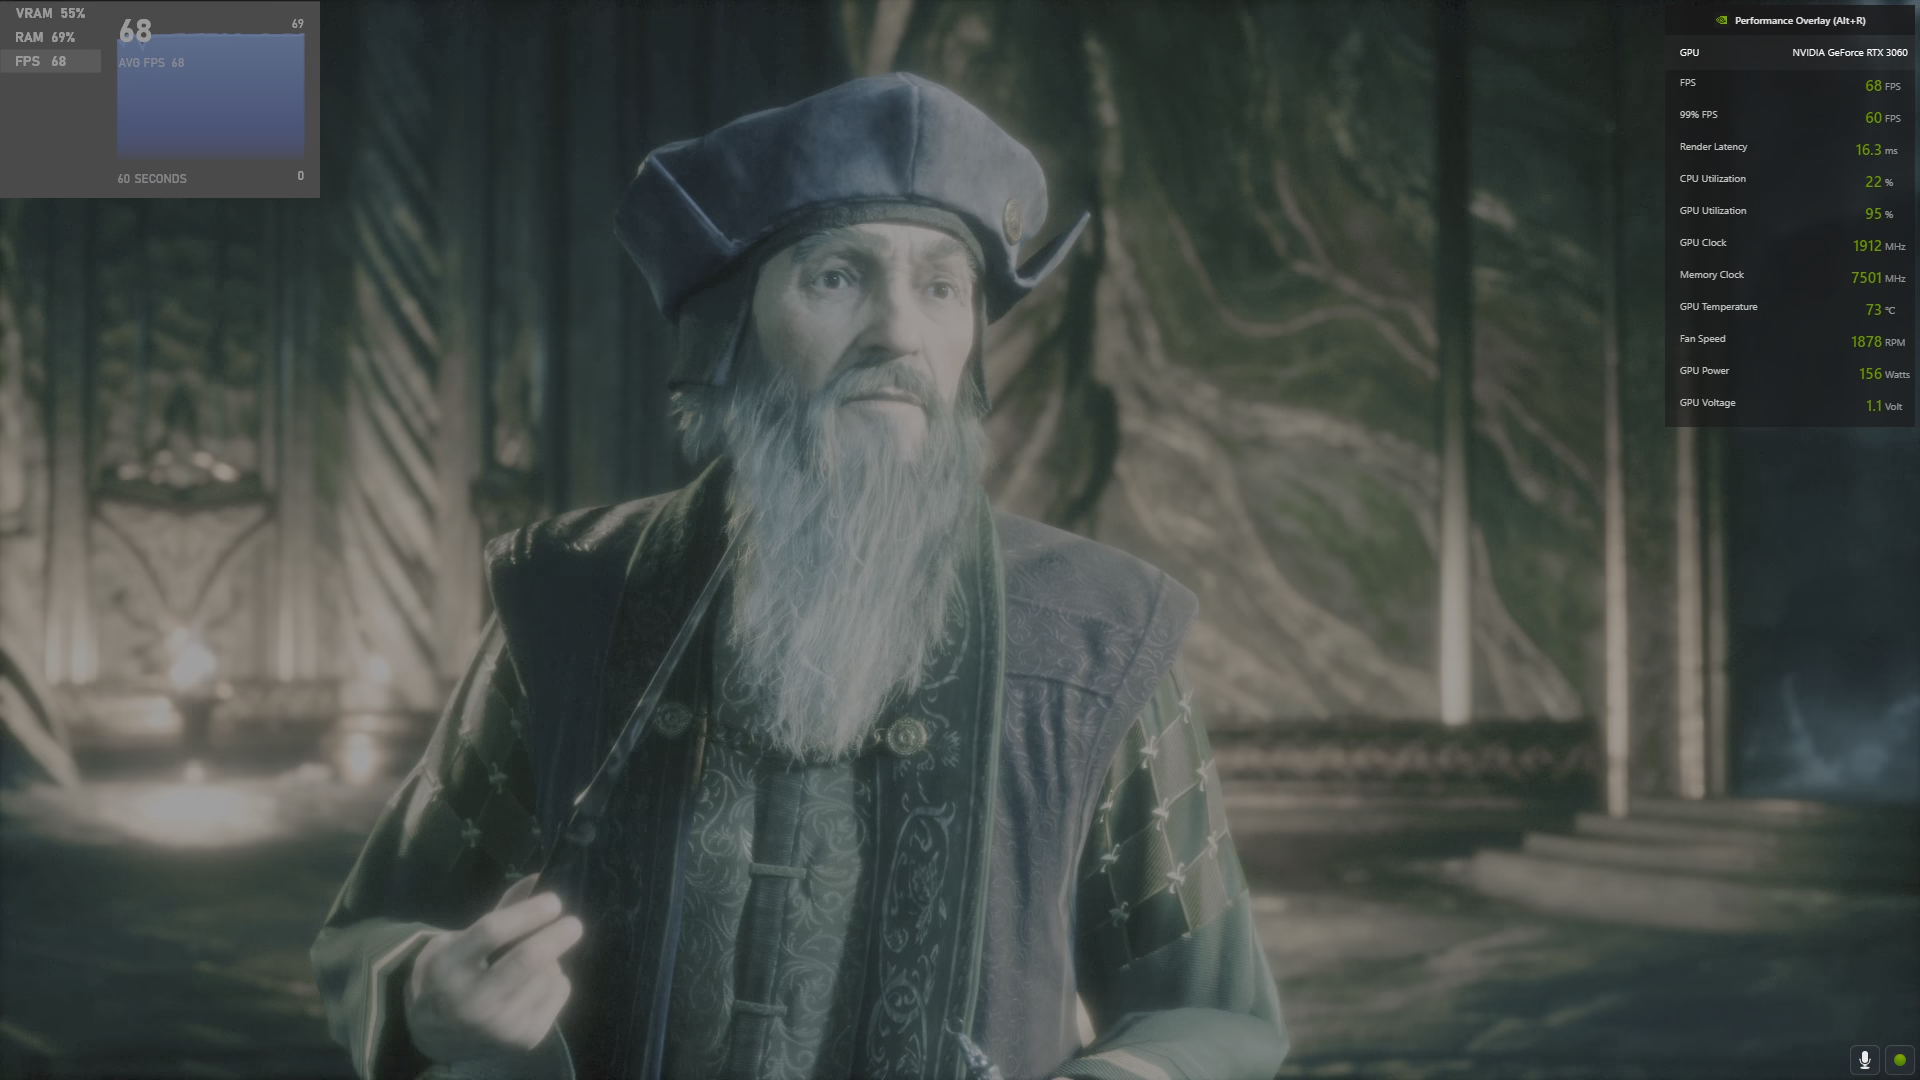 VRAM 55%
RAM 69%
FPS 68
68
69
AVG FPS 68
60 SECONDS
0
Performance Overlay (Alt+R)
GPU NVIDIA GeForce RTX 3060
FPS 68 FPS
99% FPS 60 FPS
Render Latency 16.3 ms
CPU Utilization 22 %
GPU Utilization 95 %
GPU Clock 1912 MHz
Memory Clock 7501 MHz
GPU Temperature 73 °C
Fan Speed 1878 RPM
GPU Power 156 Watts
GPU Voltage 1.1 Volt